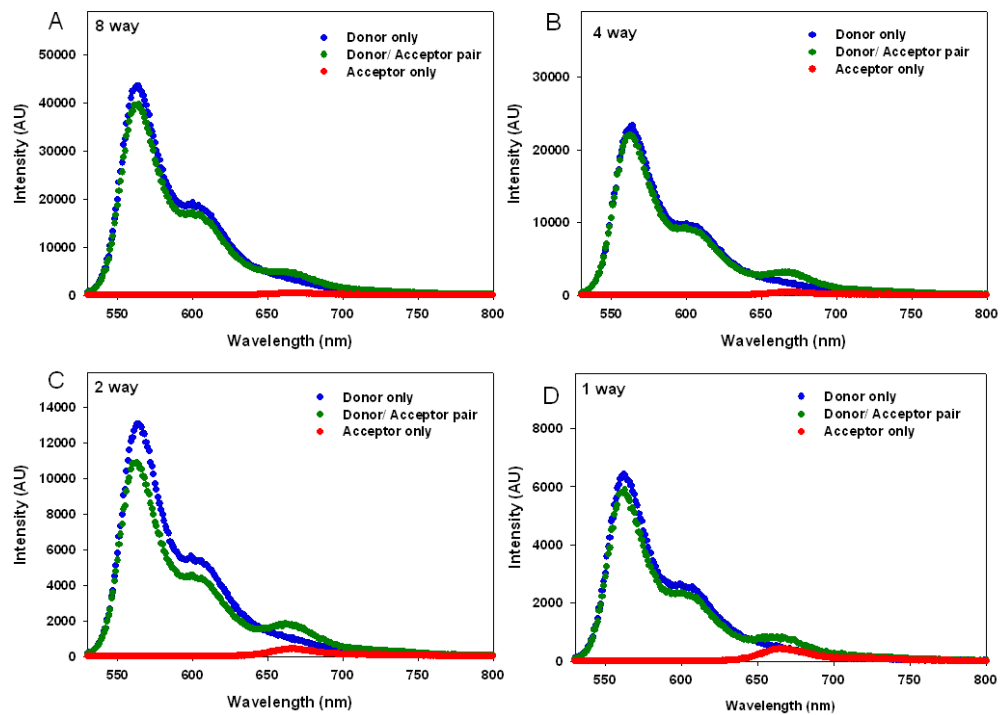 A
8 way
Donor only
Donor/ Acceptor pair
Acceptor only
Intensity (AU)
50000
40000
30000
20000
10000
0
550 600 650 700 750 800
Wavelength (nm)
B
4 way
Donor only
Donor/ Acceptor pair
Acceptor only
Intensity (AU)
30000
20000
10000
0
550 600 650 700 750 800
Wavelength (nm)
C
2 way
Donor only
Donor/ Acceptor pair
Acceptor only
Intensity (AU)
14000
12000
10000
8000
6000
4000
2000
0
550 600 650 700 750 800
Wavelength (nm)
D
1 way
Donor only
Donor/ Acceptor pair
Acceptor only
Intensity (AU)
8000
6000
4000
2000
0
550 600 650 700 750 800
Wavelength (nm)